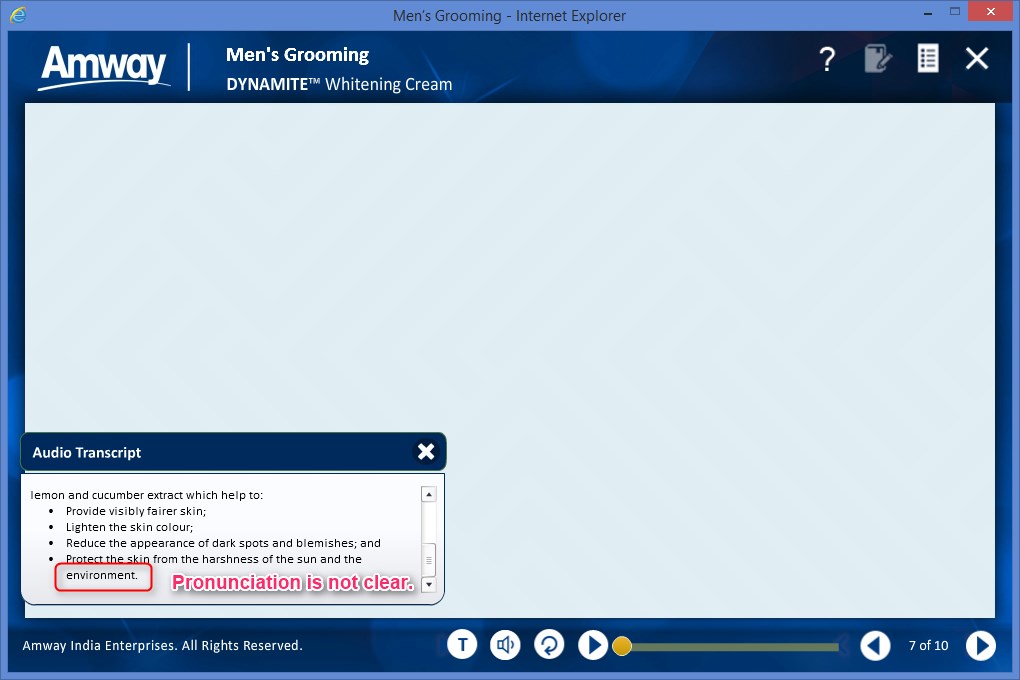 Men's Grooming - Internet Explorer
Amway
Men's Grooming
DYNAMITE™ Whitening Cream
?
Audio Transcript
lemon and cucumber extract which help to:
• Provide visibly fairer skin;
• Lighten the skin colour;
• Reduce the appearance of dark spots and blemishes; and
• Protect the skin from the harshness of the sun and the
environment.
Pronunciation is not clear.
Amway India Enterprises. All Rights Reserved.
T
7 of 10